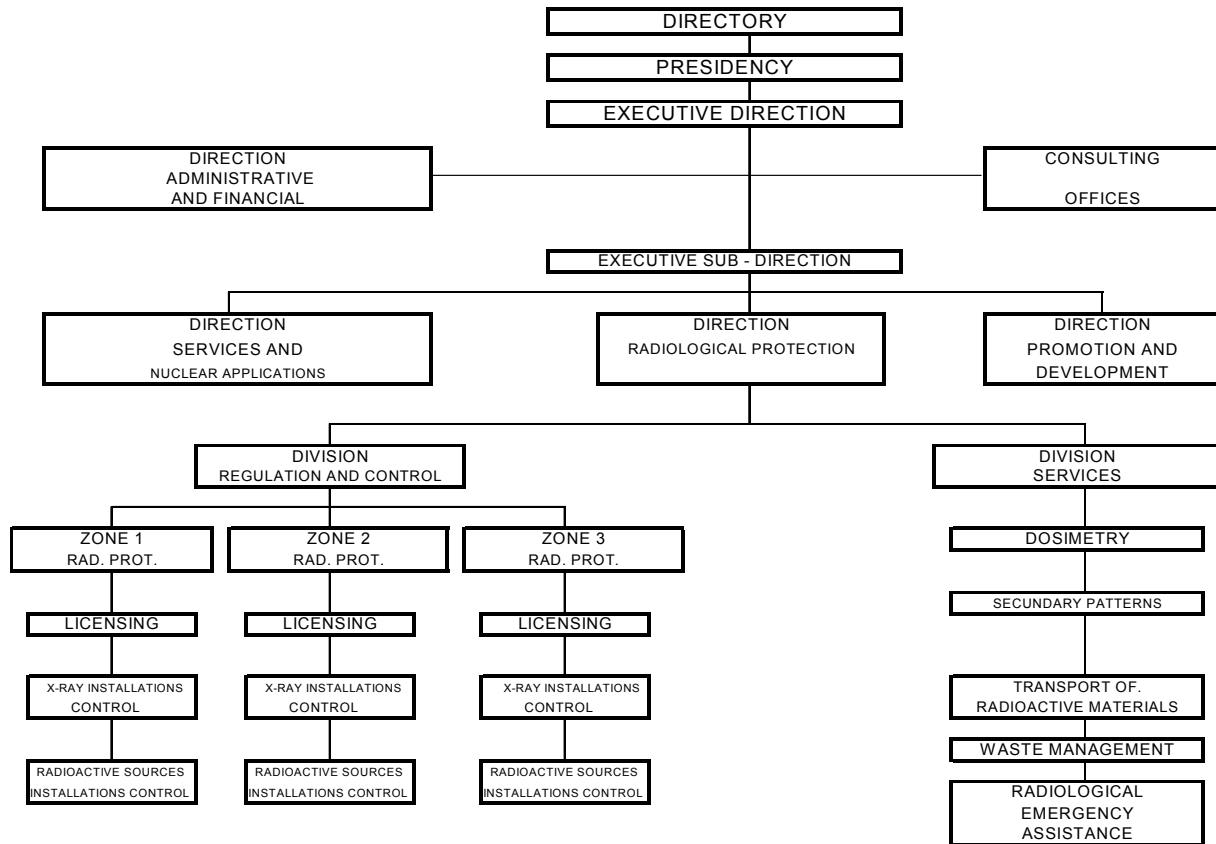 DIRECTORY
PRESIDENCY
EXECUTIVE DIRECTION
DIRECTION
ADMINISTRATIVE
AND FINANCIAL
CONSULTING
OFFICES
EXECUTIVE SUB - DIRECTION
DIRECTION
SERVICES AND
NUCLEAR APPLICATIONS
DIRECTION
RADIOLOGICAL PROTECTION
DIRECTION
PROMOTION AND
DEVELOPMENT
DIVISION
REGULATION AND CONTROL
DIVISION
SERVICES
ZONE 1
RAD. PROT.
ZONE 2
RAD. PROT.
ZONE 3
RAD. PROT.
DOSIMETRY
SECUNDARY PATTERNS
LICENSING
LICENSING
LICENSING
X-RAY INSTALLATIONS
CONTROL
X-RAY INSTALLATIONS
CONTROL
X-RAY INSTALLATIONS
CONTROL
TRANSPORT OF.
RADIOACTIVE MATERIALS
WASTE MANAGEMENT
RADIOACTIVE SOURCES
INSTALLATIONS CONTROL
RADIOACTIVE SOURCES
INSTALLATIONS CONTROL
RADIOACTIVE SOURCES
INSTALLATIONS CONTROL
RADIOLOGICAL
EMERGENCY
ASSISTANCE